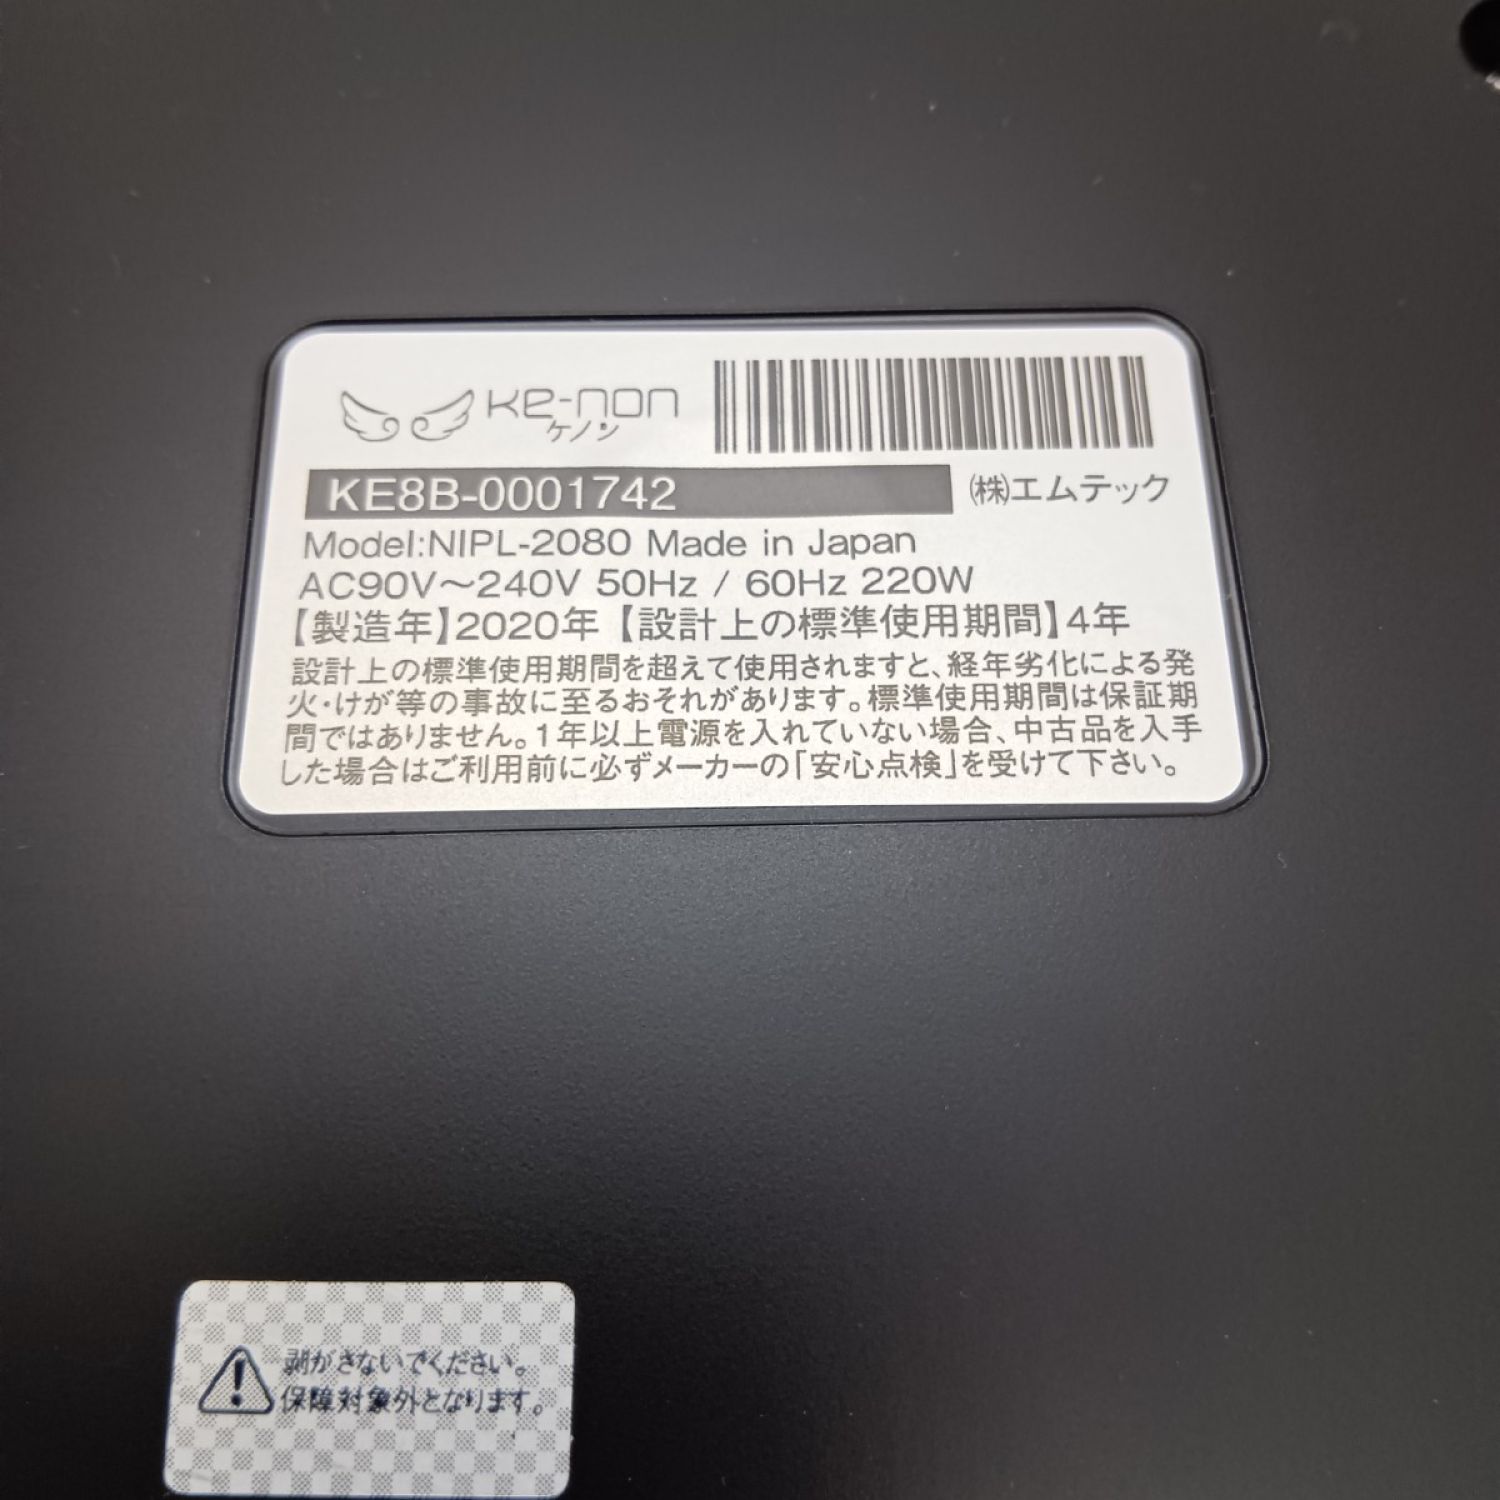 ke-non
ケノン
KE8B-0001742
㈱エムテック
Model:NIPL-2080 Made in Japan
AC90V～240V 50Hz / 60Hz 220W
【製造年】2020年【設計上の標準使用期間】4年
設計上の標準使用期間を超えて使用されますと、経年劣化による発
火・けが等の事故に至るおそれがあります。標準使用期間は保証期
間ではありません。1年以上電源を入れていない場合、中古品を入手
した場合はご利用前に必ずメーカーの「安心点検」を受けて下さい。
剥がさないでください。
保障対象外となります。